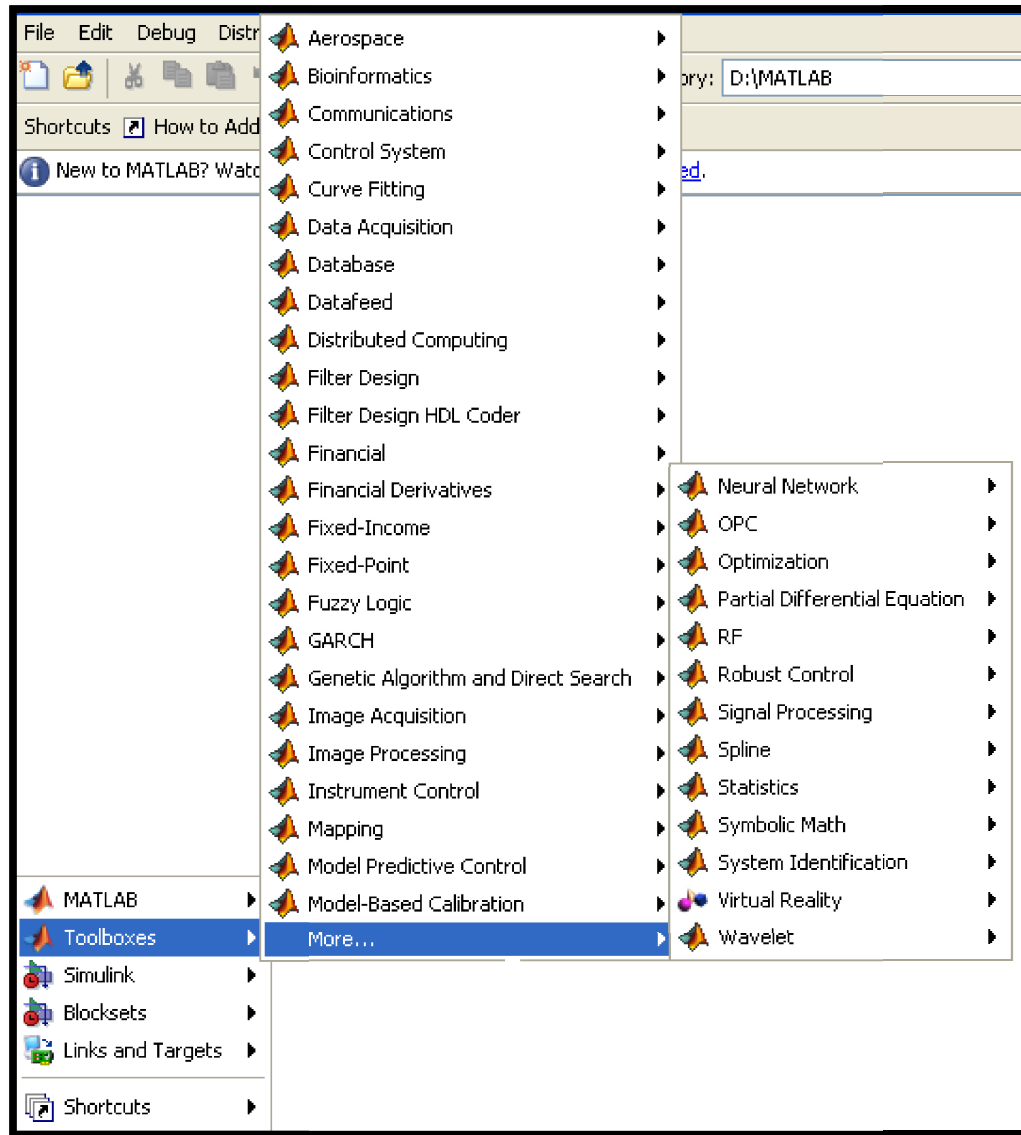 File Edit Debug Distr
ory: D:\MATLAB
Shortcuts How to Add
New to MATLAB? Watc
ed.
Aerospace
Bioinformatics
Communications
Control System
Curve Fitting
Data Acquisition
Database
Datafeed
Distributed Computing
Filter Design
Filter Design HDL Coder
Financial
Financial Derivatives
Fixed-Income
Fixed-Point
Fuzzy Logic
GARCH
Genetic Algorithm and Direct Search
Image Acquisition
Image Processing
Instrument Control
Mapping
Model Predictive Control
Model-Based Calibration
More...
Neural Network
OPC
Optimization
Partial Differential Equation
RF
Robust Control
Signal Processing
Spline
Statistics
Symbolic Math
System Identification
Virtual Reality
Wavelet
MATLAB
Toolboxes
Simulink
Blocksets
Links and Targets
Shortcuts